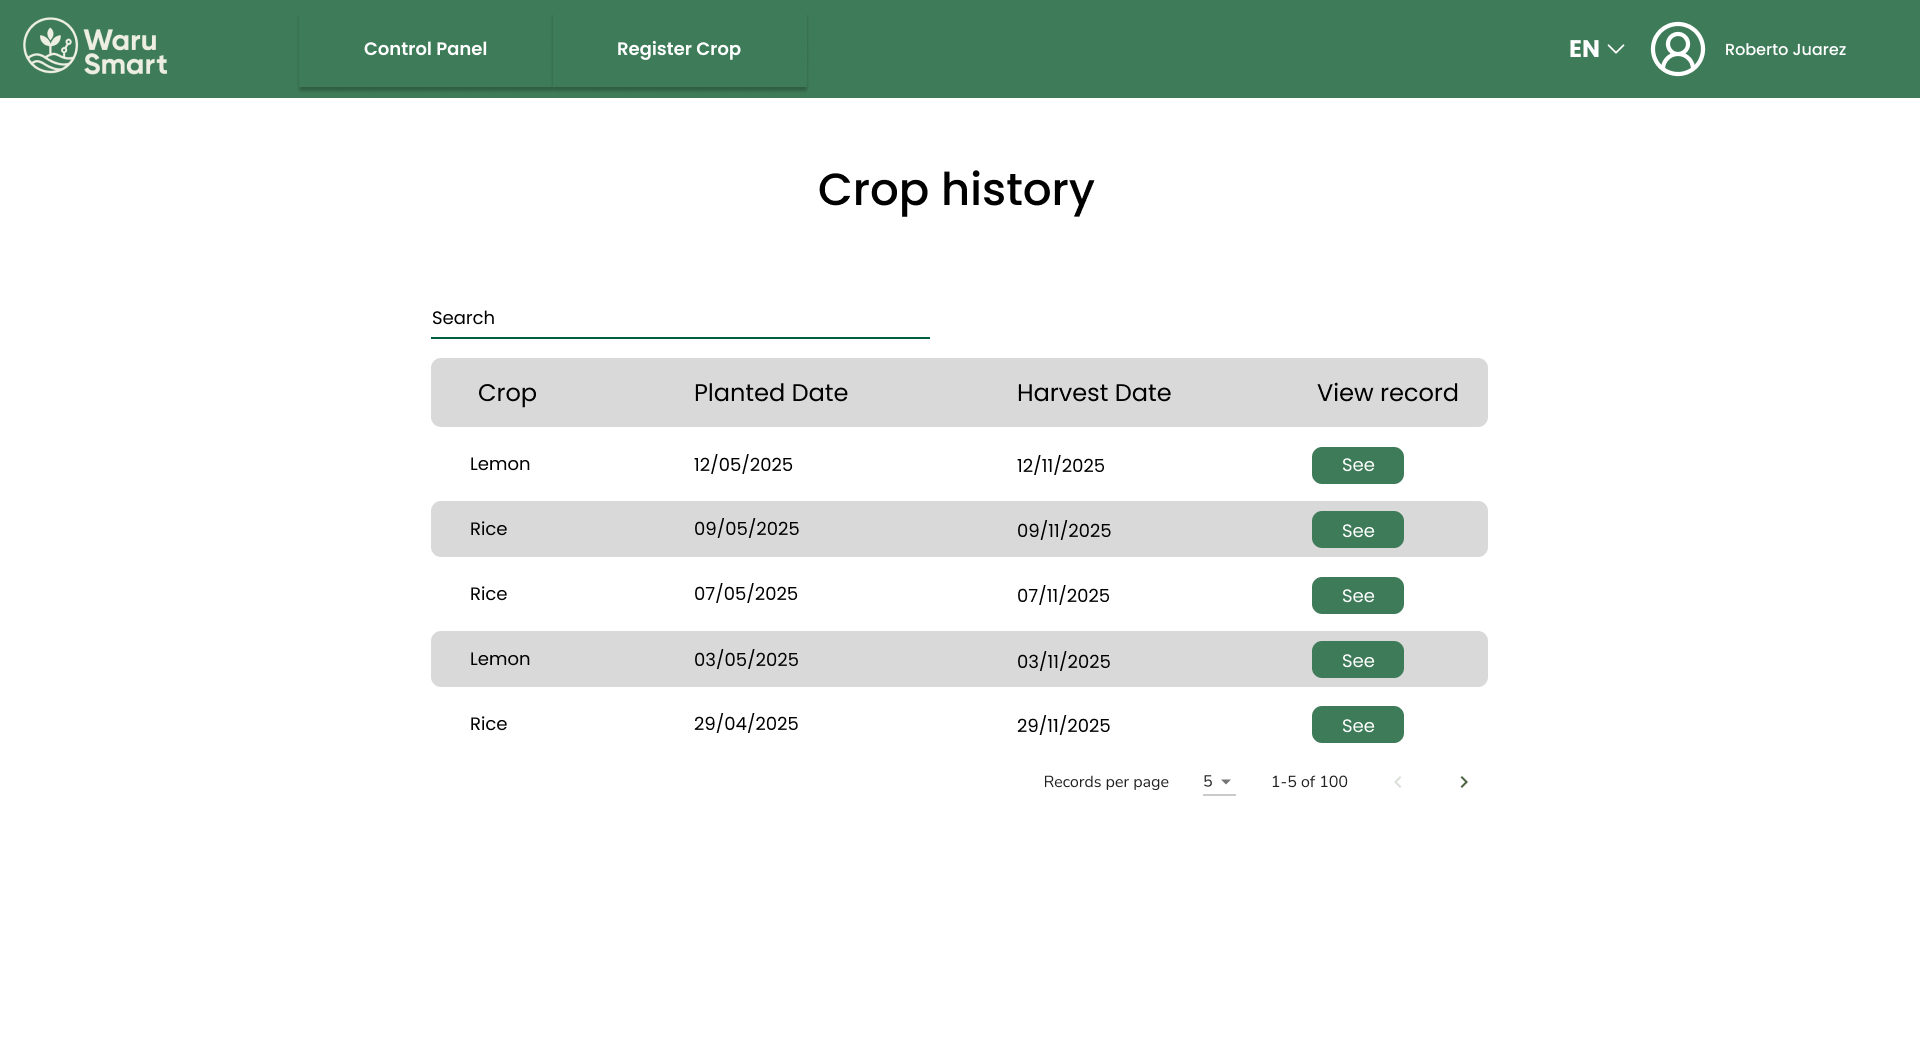 Waru
Smart
Control Panel
Register Crop
EN
Roberto Juarez
Crop history
Search
Crop Planted Date Harvest Date View record
Lemon 12/05/2025 12/11/2025 See
Rice 09/05/2025 09/11/2025 See
Rice 07/05/2025 07/11/2025 See
Lemon 03/05/2025 03/11/2025 See
Rice 29/04/2025 29/11/2025 See
Records per page 5 1-5 of 100